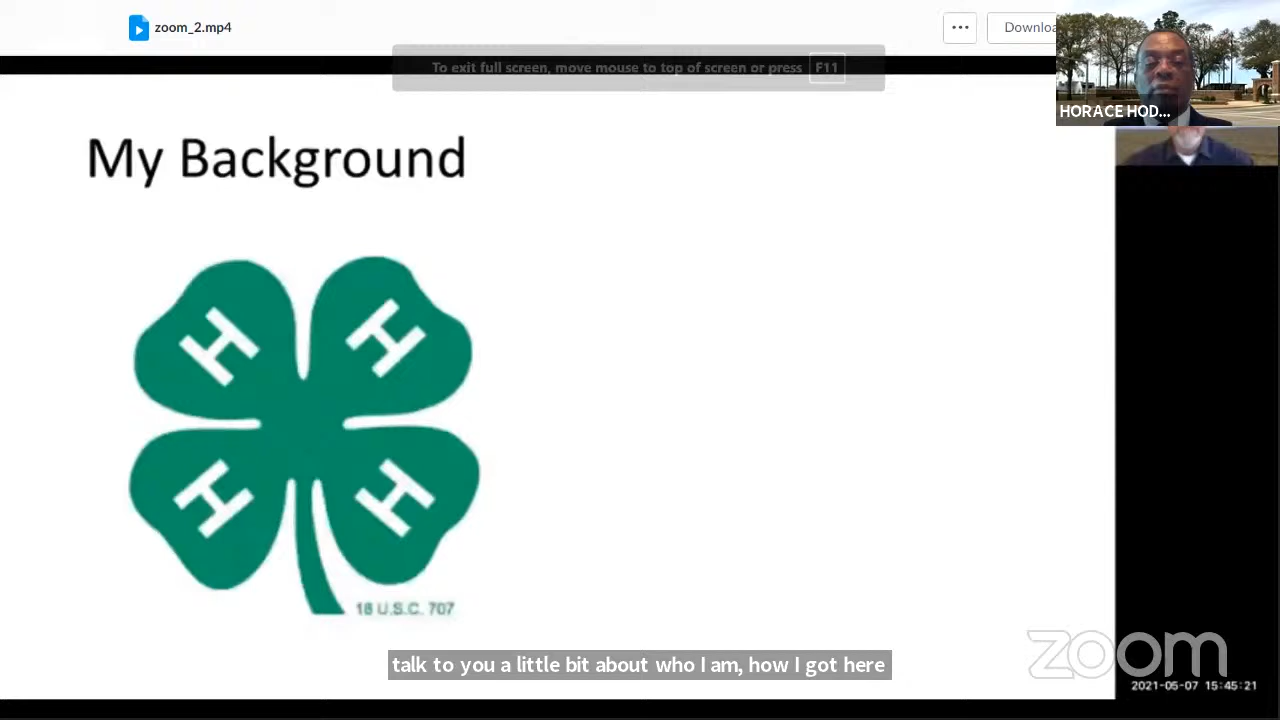 zoom_2.mp4
...
Downloa
To exit full screen, move mouse to top of screen or press F11
HORACE HOD...
My Background
H H
H H
18 U.S.C. 707
talk to you a little bit about who I am, how I got here
zoom
2021-05-07 15:45:21